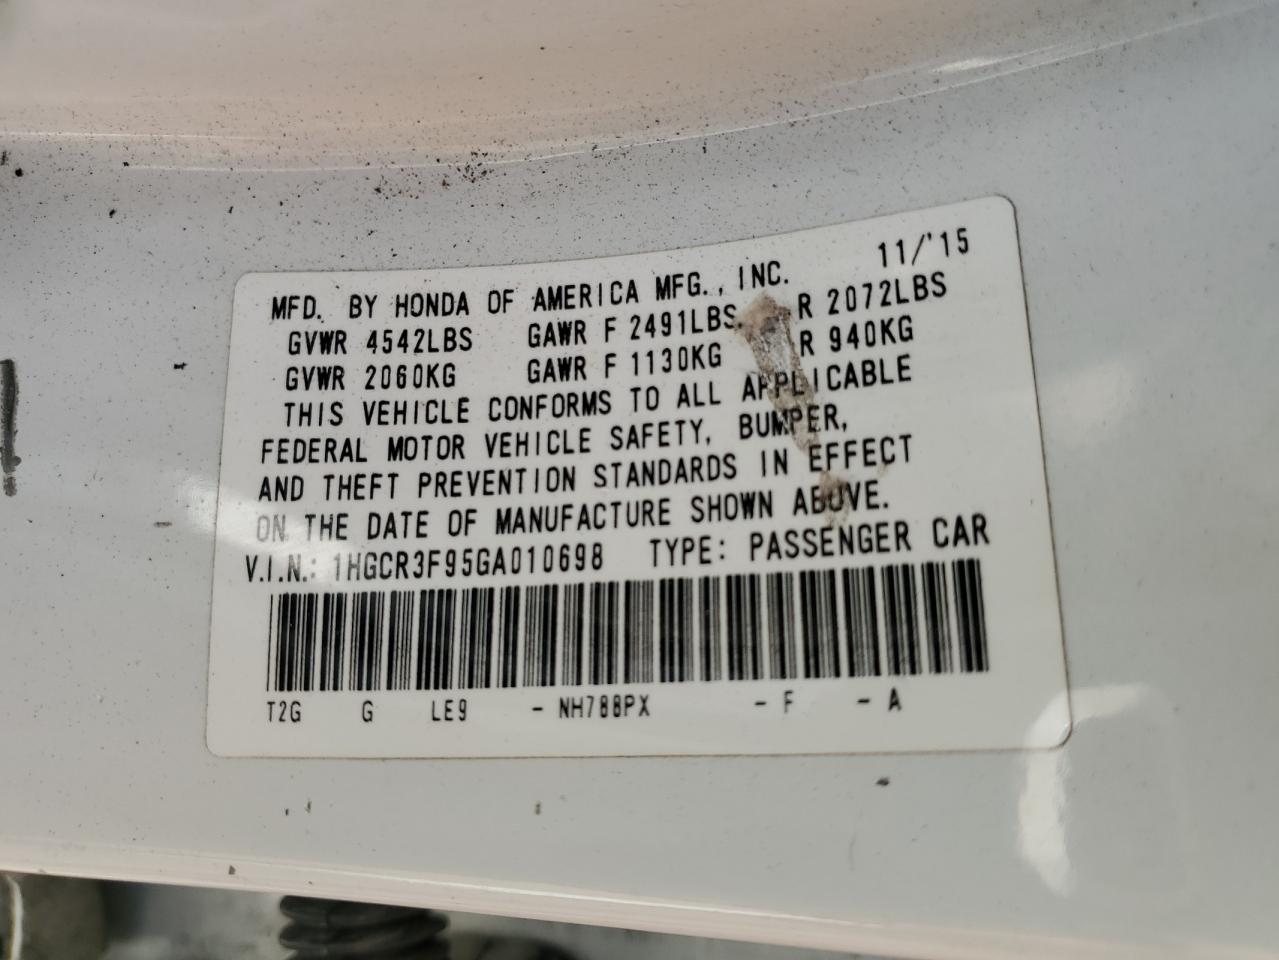 11/'15
MFD. BY HONDA OF AMERICA MFG., INC.
GVWR 4542LBS GAWR F 2491LBS. R 2072LBS
GVWR 2060KG GAWR F 1130KG R 940KG
THIS VEHICLE CONFORMS TO ALL APPLICABLE
FEDERAL MOTOR VEHICLE SAFETY, BUMPER,
AND THEFT PREVENTION STANDARDS IN EFFECT
ON THE DATE OF MANUFACTURE SHOWN ABOVE.
V.I.N.: 1HGCR3F95GA010698 TYPE: PASSENGER CAR
T2G G LE9 - NH788PX - F - A